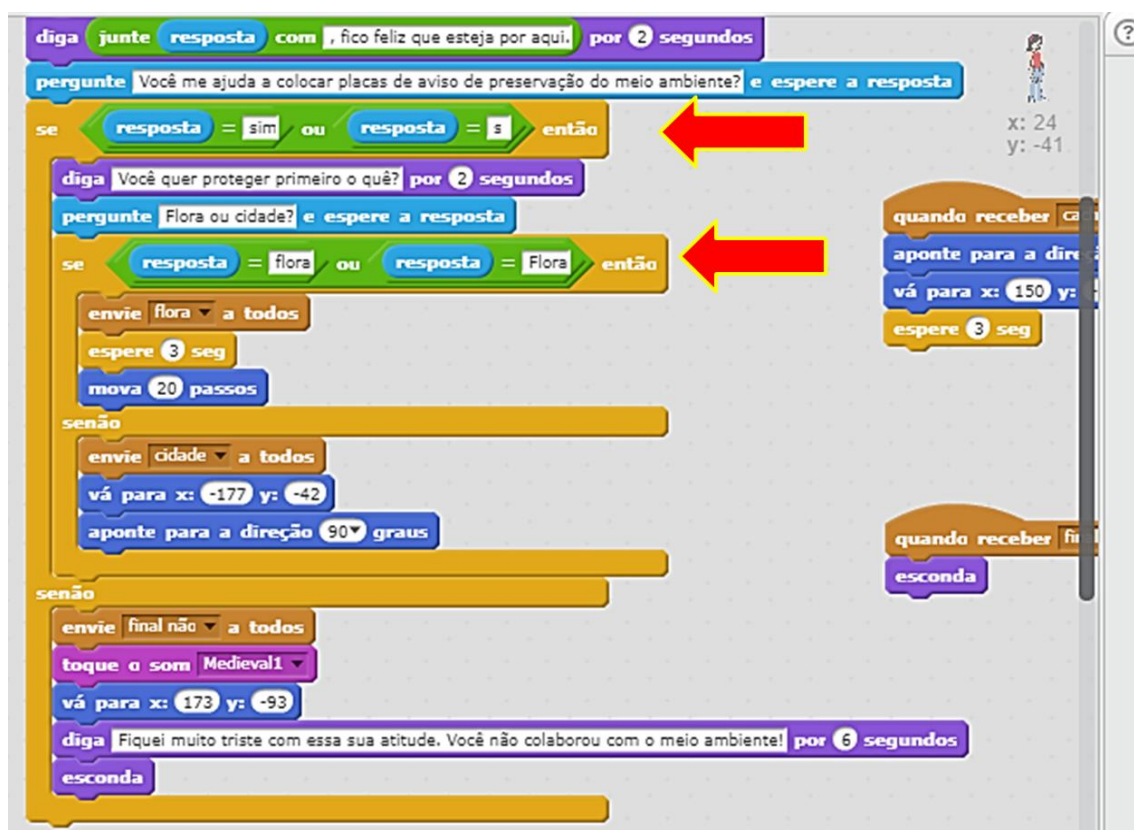 diga junte resposta com , fico feliz que esteja por aqui. por 2 segundos
pergunte Você me ajuda a colocar placas de aviso de preservação do meio ambiente? e espere a resposta
se resposta = sim ou resposta = s então
diga Você quer proteger primeiro o quê? por 2 segundos
pergunte Flora ou cidade? e espere a resposta
se resposta = flora ou resposta = Flora então
envie flora a todos
espere 3 seg
mova 20 passos
senão
envie cidade a todos
vá para x: -177 y: -42
aponte para a direção 90 graus
senão
envie final não a todos
toque o som Medieval1
vá para x: 173 y: -93
diga Fiquei muito triste com essa sua atitude. Você não colaborou com o meio ambiente! por 6 segundos
esconda
?
x: 24
y: -41
quando receber
aponte para a
vá para x: 150 y:
espere 3 seg
quando receber
esconda